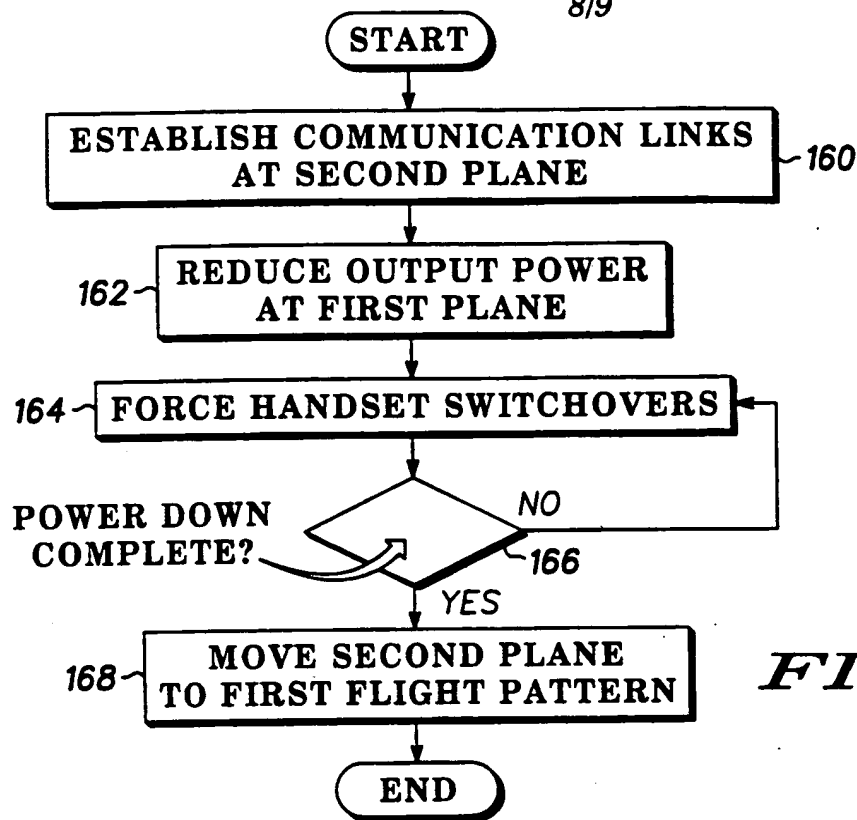 8/9
START
ESTABLISH COMMUNICATION LINKS
AT SECOND PLANE
160
REDUCE OUTPUT POWER
AT FIRST PLANE
162
164
FORCE HANDSET SWITCHOVERS
POWER DOWN
COMPLETE?
NO
166
YES
168
MOVE SECOND PLANE
TO FIRST FLIGHT PATTERN
END